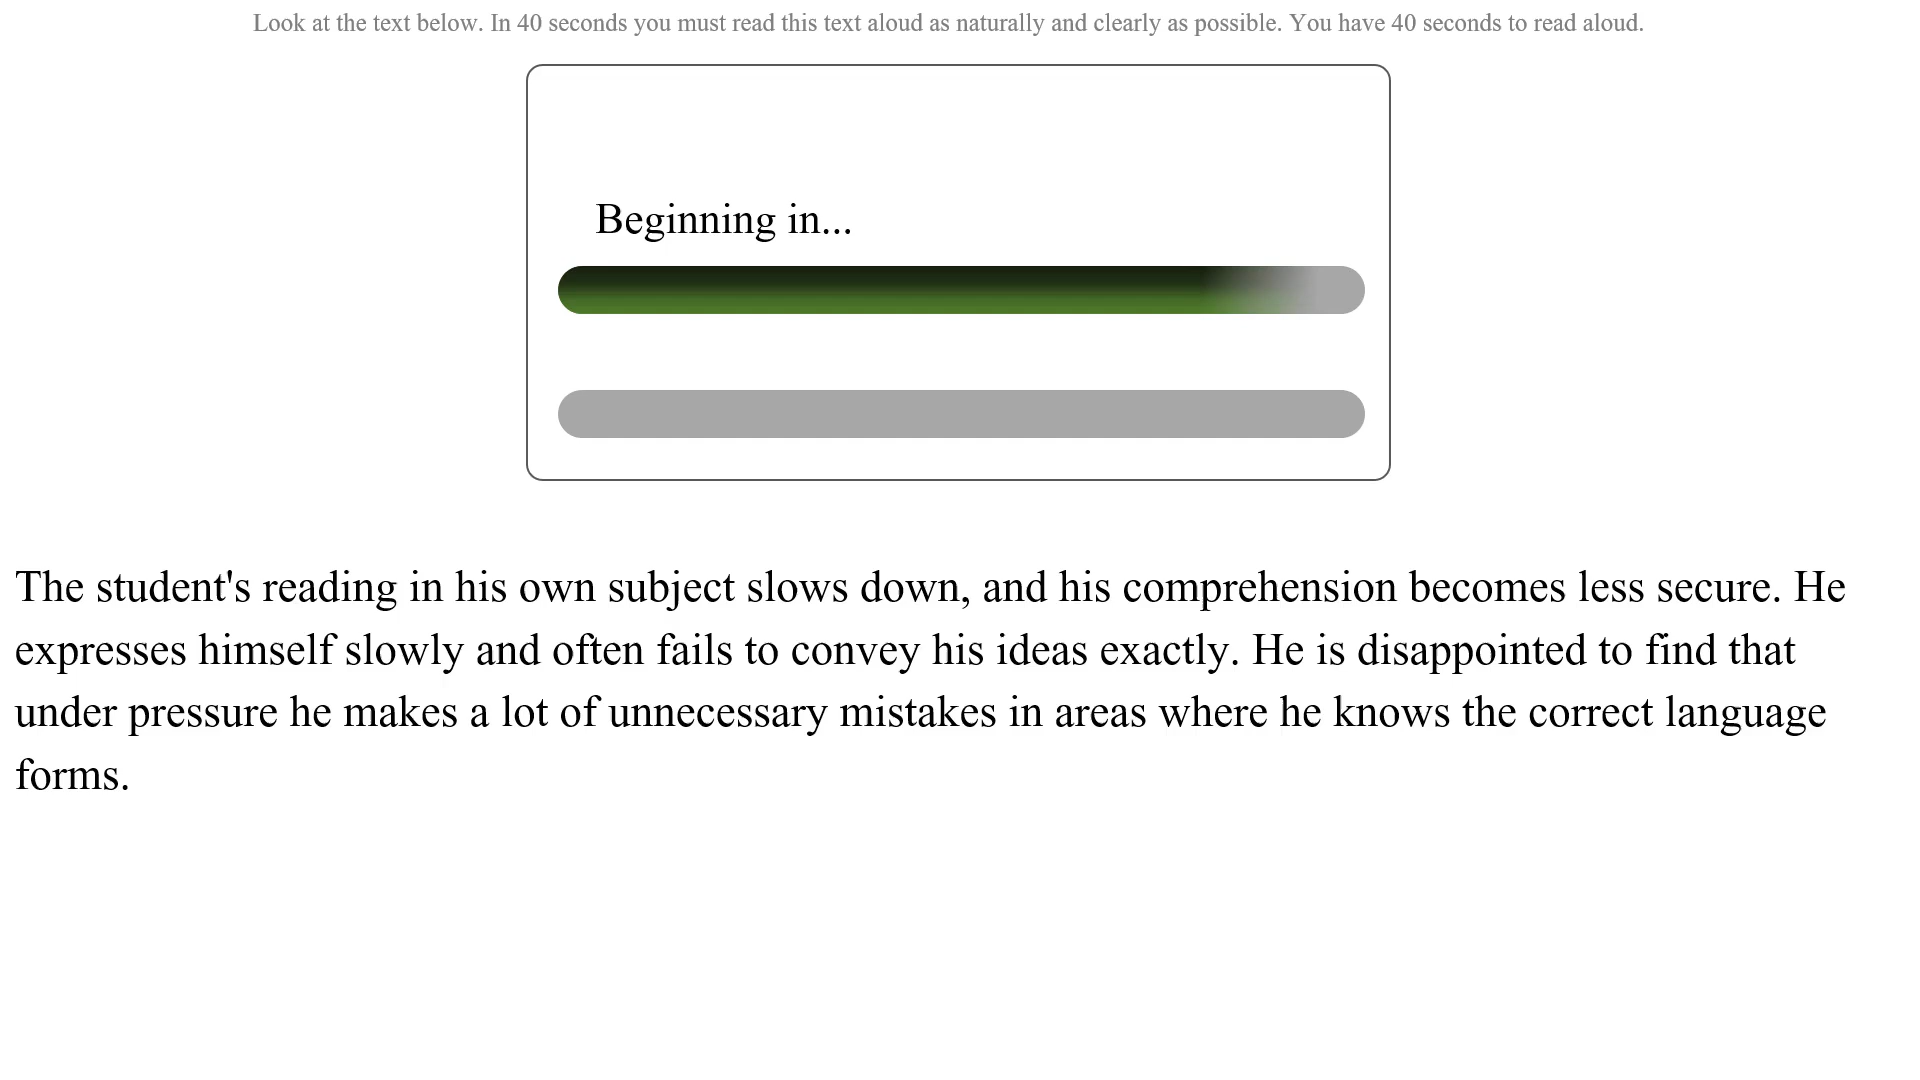 Look at the text below. In 40 seconds you must read this text aloud as naturally and clearly as possible. You have 40 seconds to read aloud.
Beginning in...
The student's reading in his own subject slows down, and his comprehension becomes less secure. He
expresses himself slowly and often fails to convey his ideas exactly. He is disappointed to find that
under pressure he makes a lot of unnecessary mistakes in areas where he knows the correct language
forms.